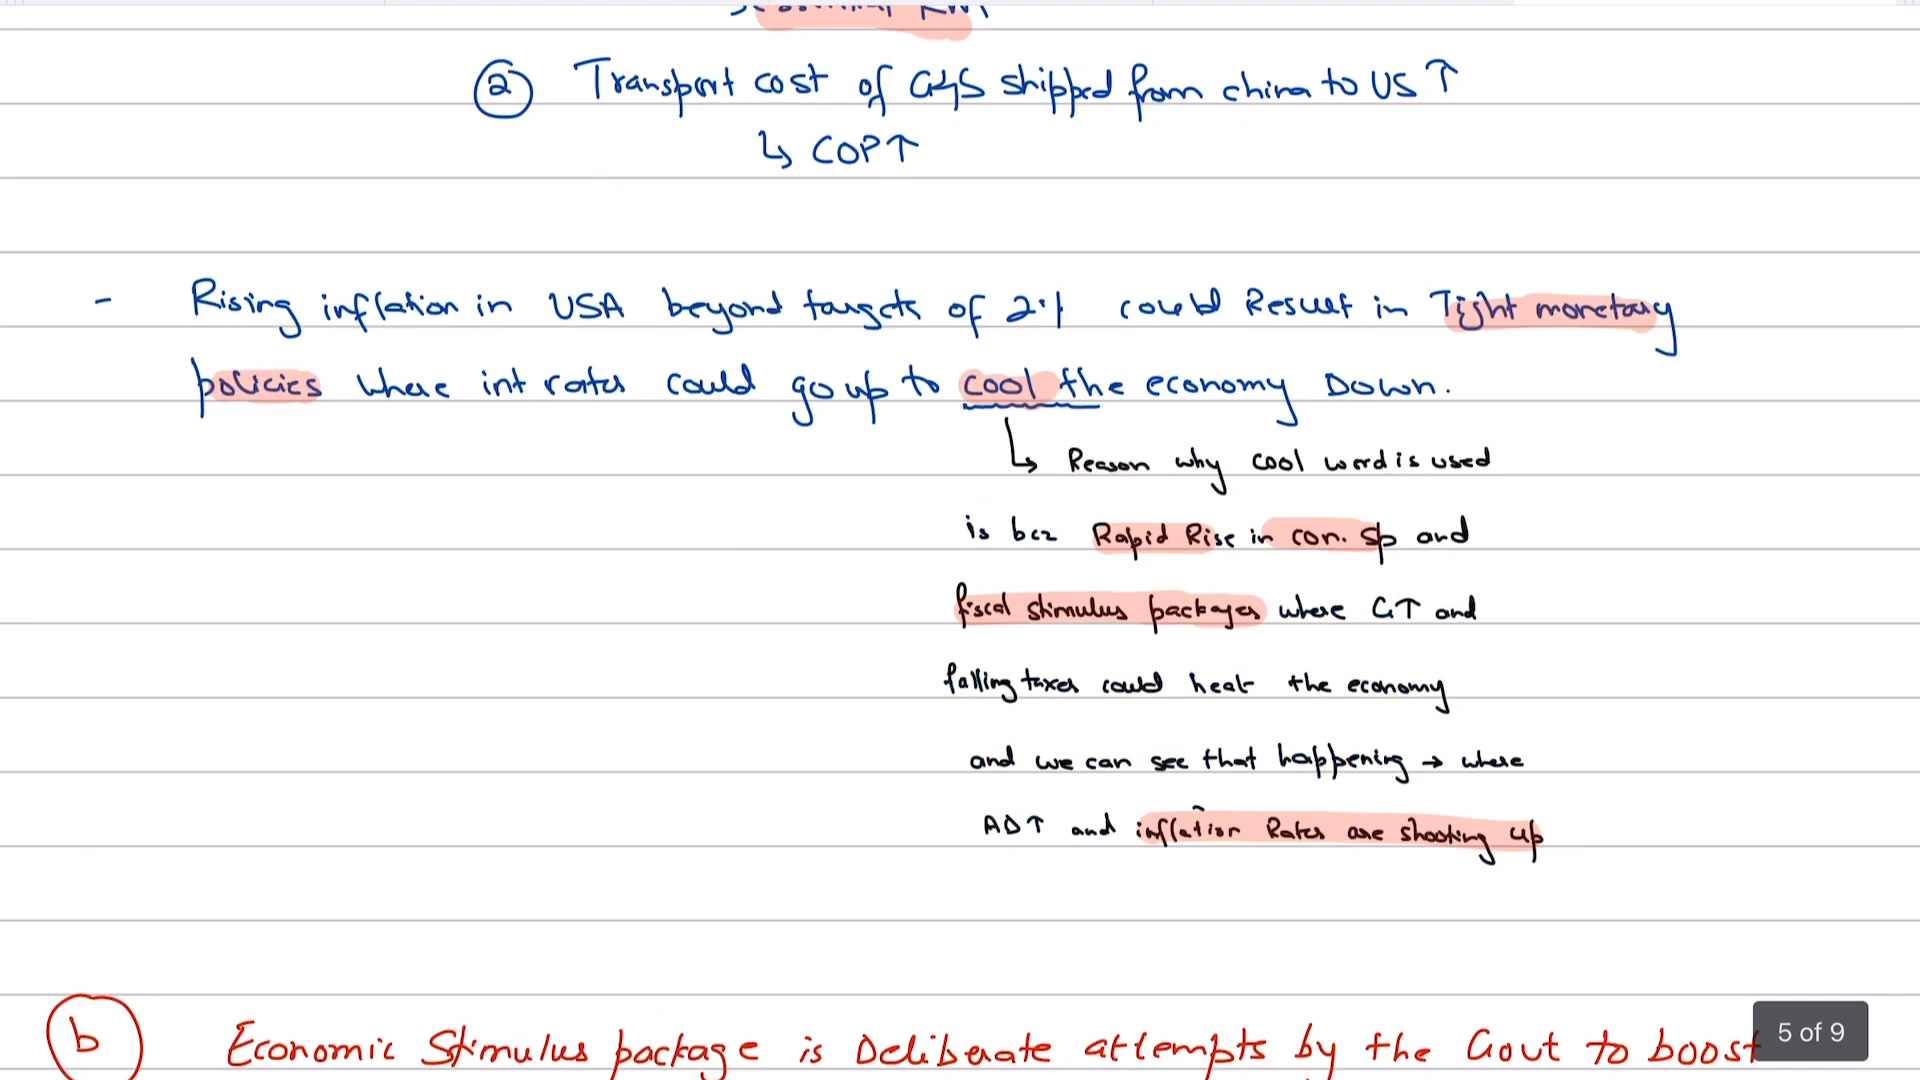 ② Transport cost of G&S shipped from china to US ↑
↳ COP↑
- Rising inflation in USA beyond targets of 2% could Result in Tight monetary
policies where int rates could go up to cool the economy Down.
↳ Reason why cool word is used
is bcz Rapid Rise in con. sp and
fiscal stimulus packages where G↑ and
falling taxes could heat the economy
and we can see that happening → where
AD↑ and inflation Rates are shooting up
b Economic Stimulus package is Deliberate attempts by the Govt to boost
5 of 9